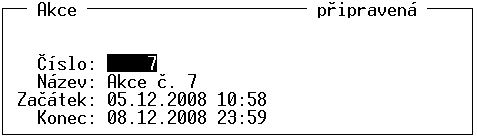 Akce připravená
Číslo: 7
Název: Akce č. 7
Začátek: 05.12.2008 10:58
Konec: 08.12.2008 23:59